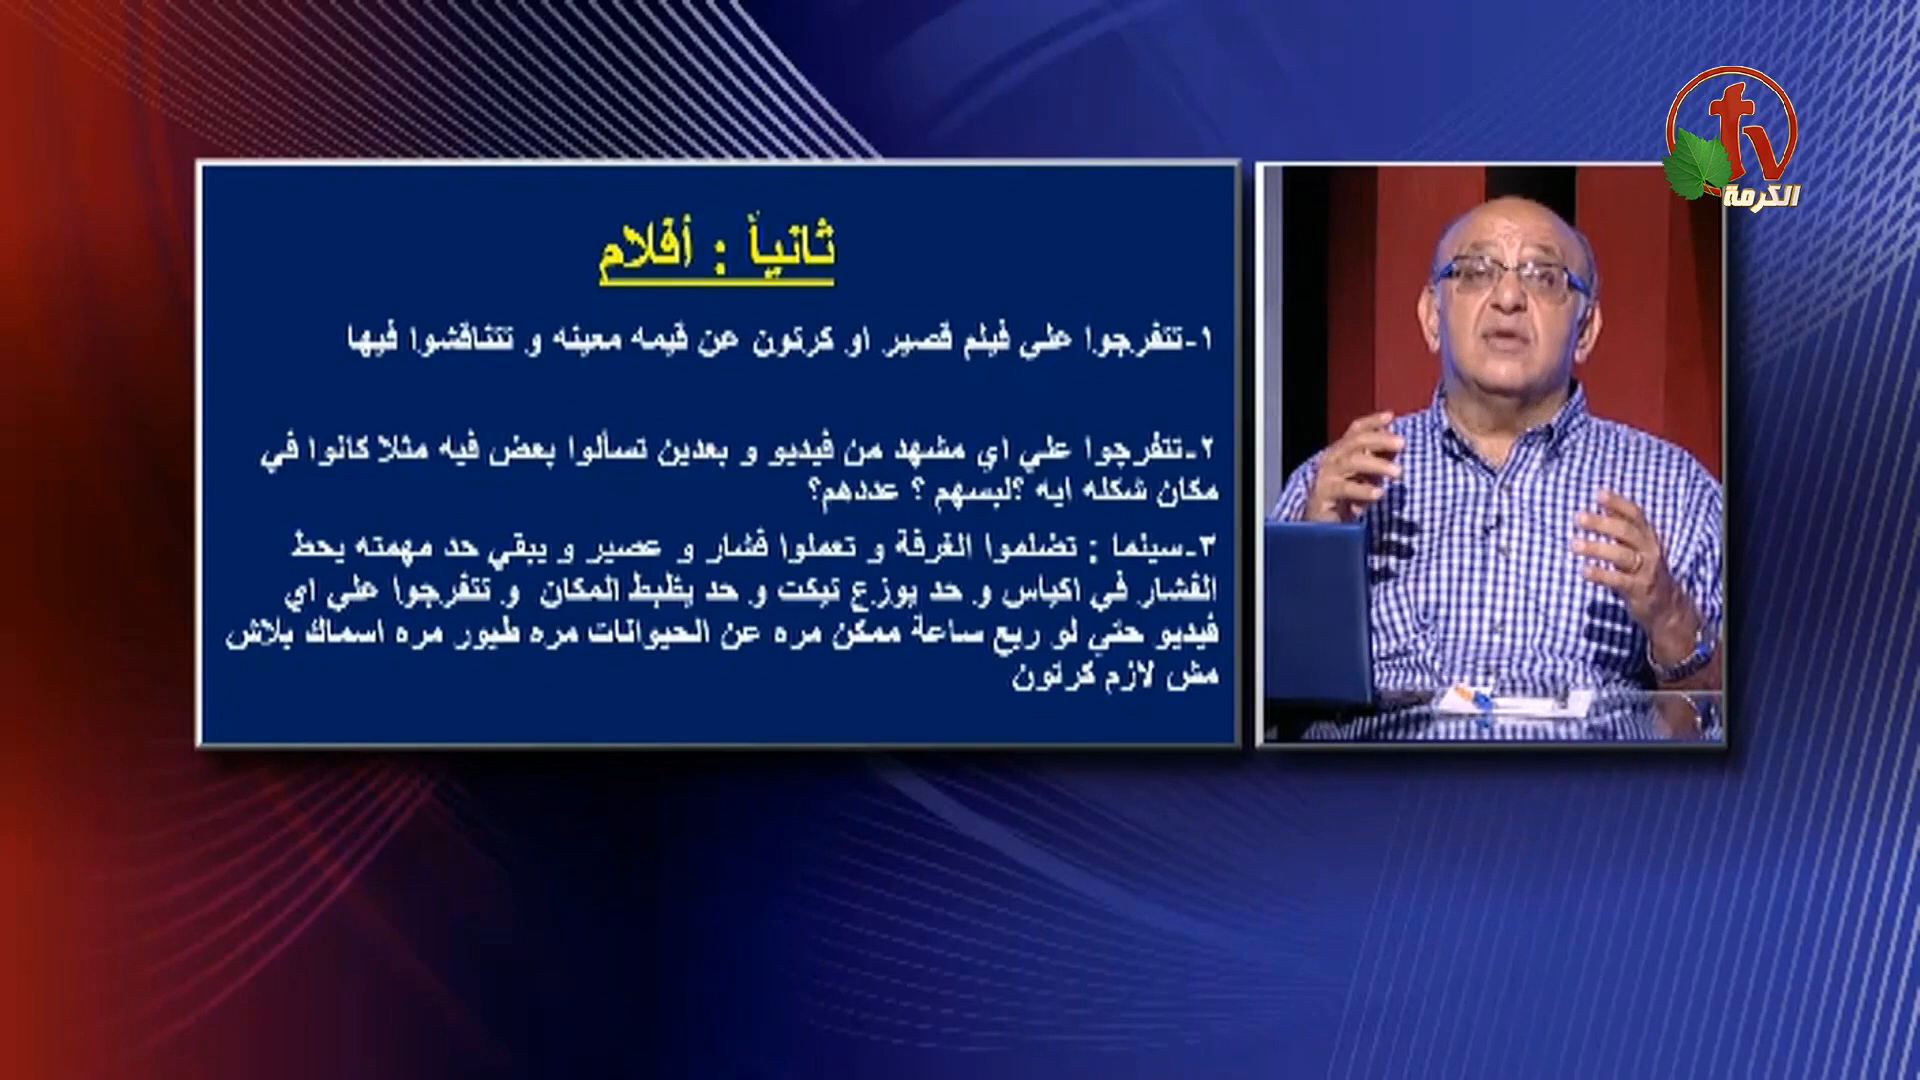 tv
الكرمة
ثانياً : أفلام
١-تتفرجوا علي فيلم قصير او كرتون عن قيمه معينه و تتناقشوا فيها
٢-تتفرجوا علي اي مشهد من فيديو و بعدين تسألوا بعض فيه مثلا كانوا في
مكان شكله ايه ؟لبسهم ؟ عددهم؟
٣-سينما : تضلموا الغرفة و تعملوا فشار و عصير و يبقي حد مهمته يحط
الفشار في اكياس و حد يوزع تيكت و حد يظبط المكان و تتفرجوا علي اي
فيديو حتي لو ربع ساعة ممكن مره عن الحيوانات مره طيور مره اسماك بلاش
مش لازم كرتون